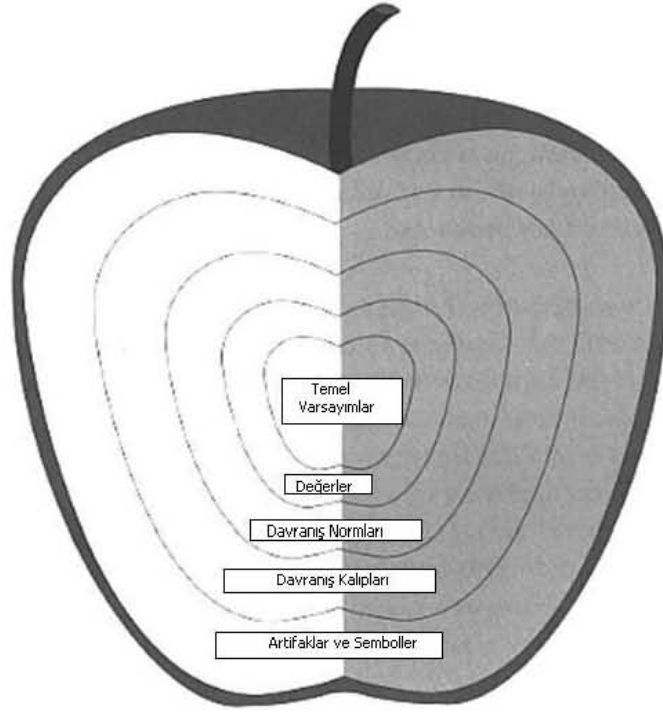 Temel
Varsayımlar
Değerler
Davranış Normları
Davranış Kalıpları
Artifaklar ve Semboller